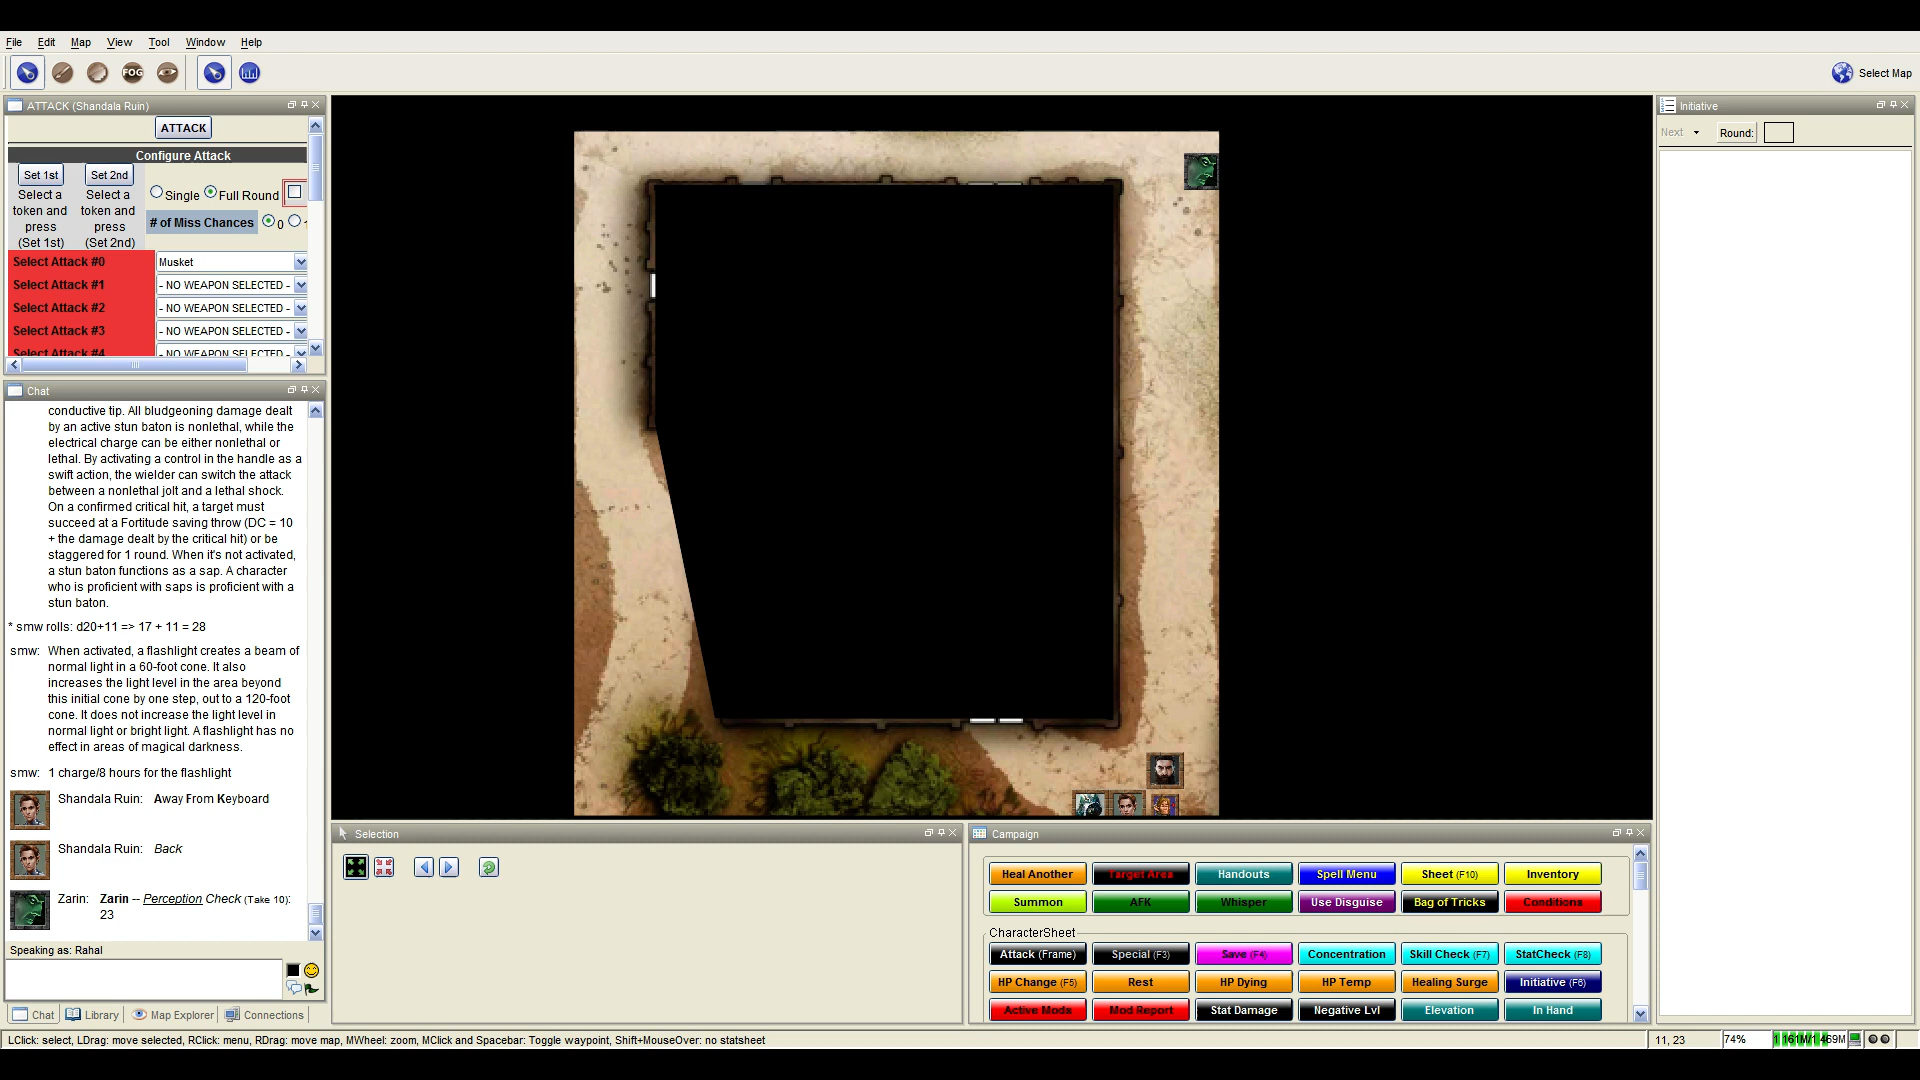 File Edit Map View Tool Window Help
FOG
Select Map
ATTACK (Shandala Ruin)
ATTACK
Configure Attack
Set 1st Set 2nd
Select a token and press (Set 1st)
Select a token and press (Set 2nd)
Single Full Round
# of Miss Chances 0
Select Attack #0 Musket
Select Attack #1 - NO WEAPON SELECTED -
Select Attack #2 - NO WEAPON SELECTED -
Select Attack #3 - NO WEAPON SELECTED -
Select Attack #4 - NO WEAPON SELECTED -
Chat
conductive tip. All bludgeoning damage dealt
by an active stun baton is nonlethal, while the
electrical charge can be either nonlethal or
lethal. By activating a control in the handle as a
swift action, the wielder can switch the attack
between a nonlethal jolt and a lethal shock.
On a confirmed critical hit, a target must
succeed at a Fortitude saving throw (DC = 10
+ the damage dealt by the critical hit) or be
staggered for 1 round. When it's not activated,
a stun baton functions as a sap. A character
who is proficient with saps is proficient with a
stun baton.
* smw rolls: d20+11 => 17 + 11 = 28
smw: When activated, a flashlight creates a beam of
normal light in a 60-foot cone. It also
increases the light level in the area beyond
this initial cone by one step, out to a 120-foot
cone. It does not increase the light level in
normal light or bright light. A flashlight has no
effect in areas of magical darkness.
smw: 1 charge/8 hours for the flashlight
Shandala Ruin: Away From Keyboard
Shandala Ruin: Back
Zarin: Zarin -- Perception Check (Take 10):
23
Speaking as: Rahal
Chat Library Map Explorer Connections
Selection
Campaign
Heal Another Target Area Handouts Spell Menu Sheet (F10) Inventory
Summon AFK Whisper Use Disguise Bag of Tricks Conditions
CharacterSheet
Attack (Frame) Special (F3) Save (F4) Concentration Skill Check (F7) StatCheck (F8)
HP Change (F5) Rest HP Dying HP Temp Healing Surge Initiative (F6)
Active Mods Mod Report Stat Damage Negative Lvl Elevation In Hand
Initiative
Next Round:
LClick: select, LDrag: move selected, RClick: menu, RDrag: move map, MWheel: zoom, MClick and Spacebar: Toggle waypoint, Shift+MouseOver: no statsheet
11, 23 74%